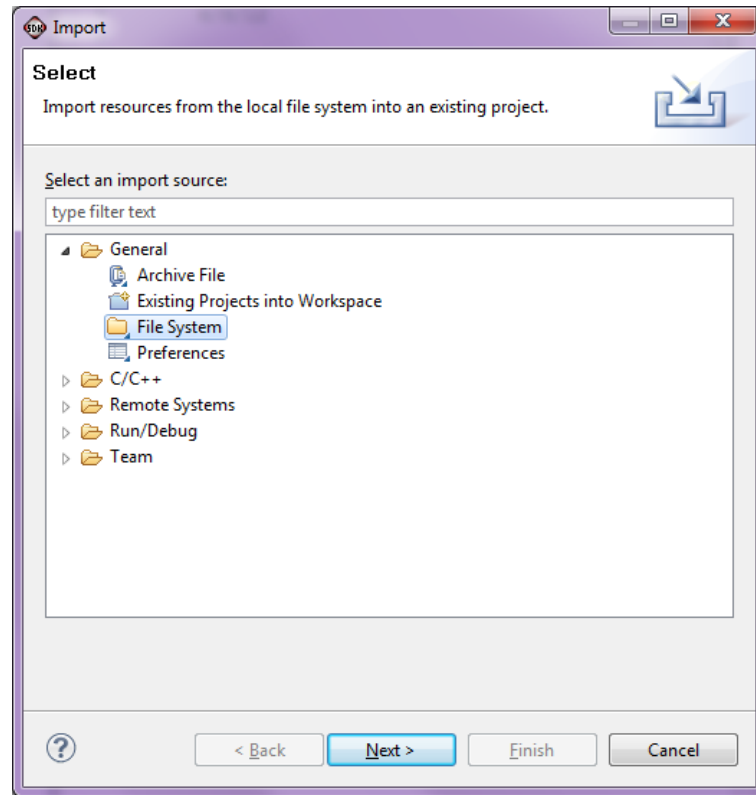 SDK Import
Select
Import resources from the local file system into an existing project.
Select an import source:
type filter text
General
Archive File
Existing Projects into Workspace
File System
Preferences
C/C++
Remote Systems
Run/Debug
Team
? < Back Next > Finish Cancel